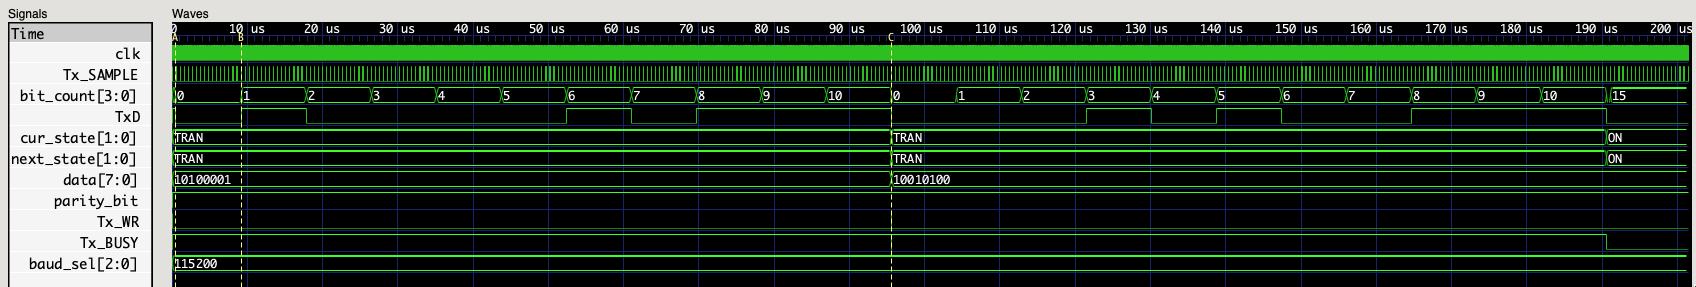 Signals Waves
Time 0 10 us 20 us 30 us 40 us 50 us 60 us 70 us 80 us 90 us 100 us 110 us 120 us 130 us 140 us 150 us 160 us 170 us 180 us 190 us 200 us
A B C
clk
Tx_SAMPLE
bit_count[3:0] 0 1 2 3 4 5 6 7 8 9 10 0 1 2 3 4 5 6 7 8 9 10 15
TxD
cur_state[1:0] TRAN TRAN ON
next_state[1:0] TRAN TRAN ON
data[7:0] 10100001 10010100
parity_bit
Tx_WR
Tx_BUSY
baud_sel[2:0] 115200